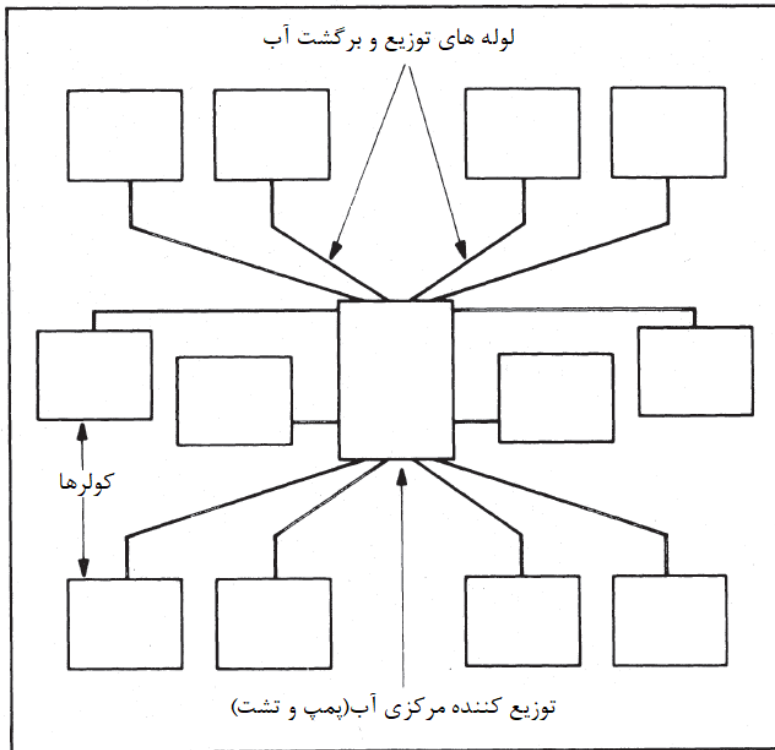 لوله های توزیع و برگشت آب
کولرها
توزیع کننده مرکزی آب(پمپ و تشت)